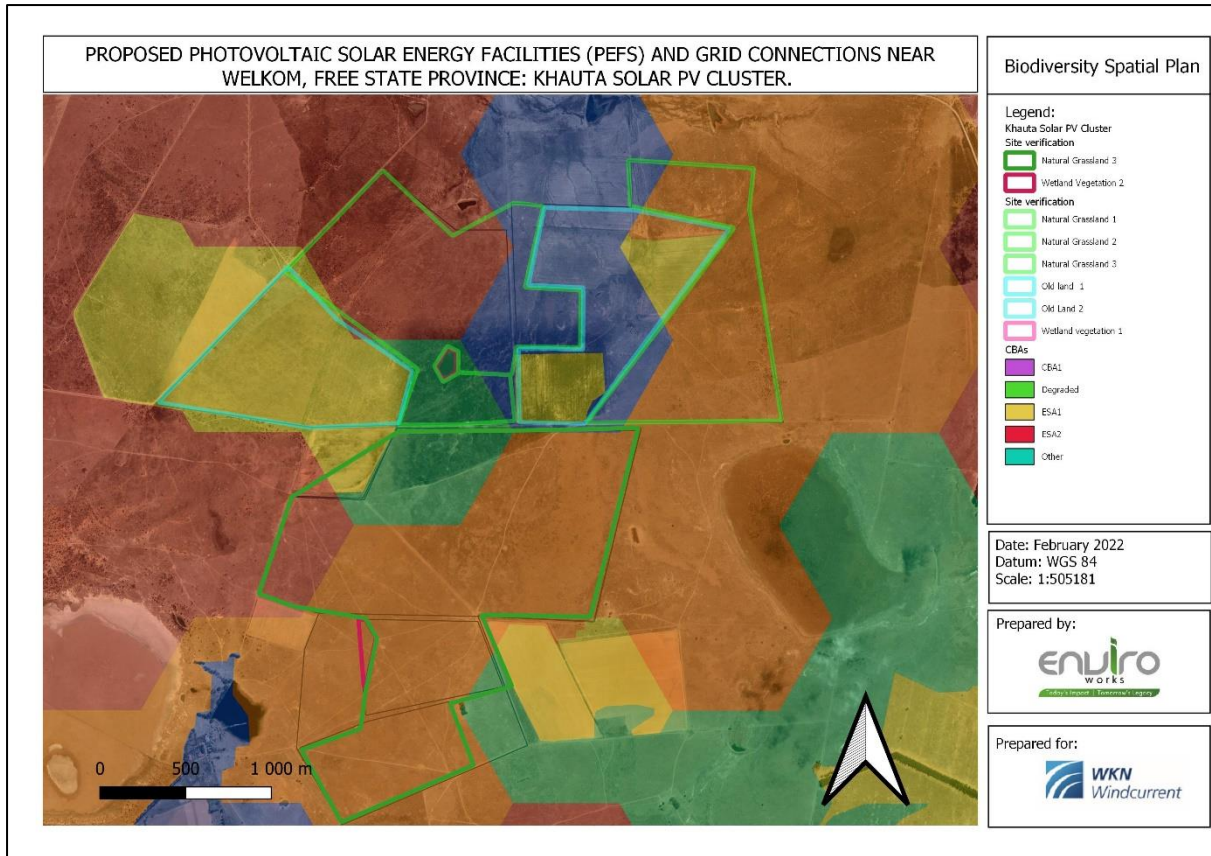 PROPOSED PHOTOVOLTAIC SOLAR ENERGY FACILITIES (PEFS) AND GRID CONNECTIONS NEAR
WELKOM, FREE STATE PROVINCE: KHAUTA SOLAR PV CLUSTER.
0 500 1 000 m
Biodiversity Spatial Plan
Legend:
Khauta Solar PV Cluster
Site verification
Natural Grassland 3
Wetland Vegetation 2
Site verification
Natural Grassland 1
Natural Grassland 2
Natural Grassland 3
Old land 1
Old Land 2
Wetland vegetation 1
CBAs
CBA1
Degraded
ESA1
ESA2
Other
Date: February 2022
Datum: WGS 84
Scale: 1:505181
Prepared by:
enviro
works
Today's Impact | Tomorrow's Legacy
Prepared for:
WKN
Windcurrent